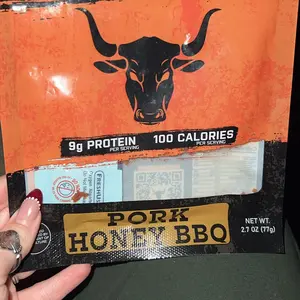 9g PROTEIN 100 CALORIES
PER SERVING PER SERVING
PORK
HONEY BBQ
NET WT.
2.7 OZ (77g)